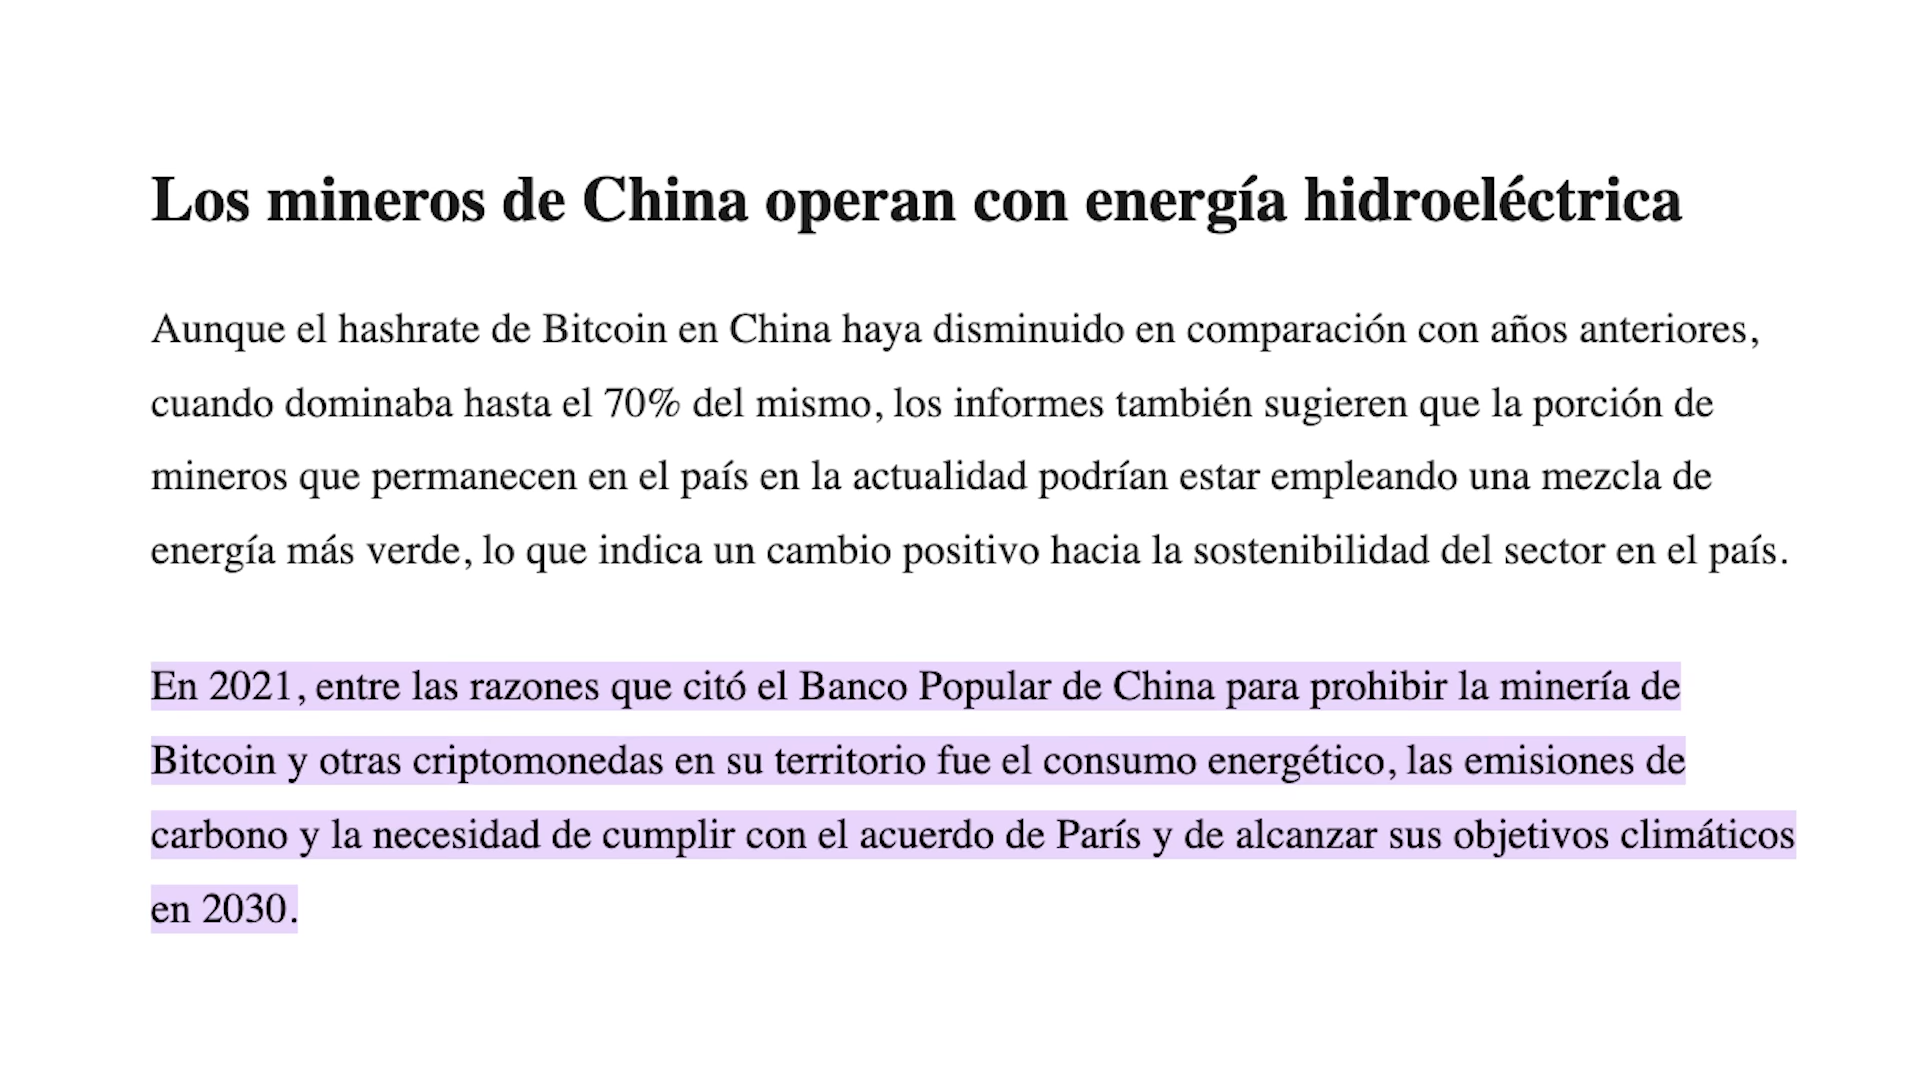 Los mineros de China operan con energía hidroeléctrica
Aunque el hashrate de Bitcoin en China haya disminuido en comparación con años anteriores,
cuando dominaba hasta el 70% del mismo, los informes también sugieren que la porción de
mineros que permanecen en el país en la actualidad podrían estar empleando una mezcla de
energía más verde, lo que indica un cambio positivo hacia la sostenibilidad del sector en el país.
En 2021, entre las razones que citó el Banco Popular de China para prohibir la minería de
Bitcoin y otras criptomonedas en su territorio fue el consumo energético, las emisiones de
carbono y la necesidad de cumplir con el acuerdo de París y de alcanzar sus objetivos climáticos
en 2030.